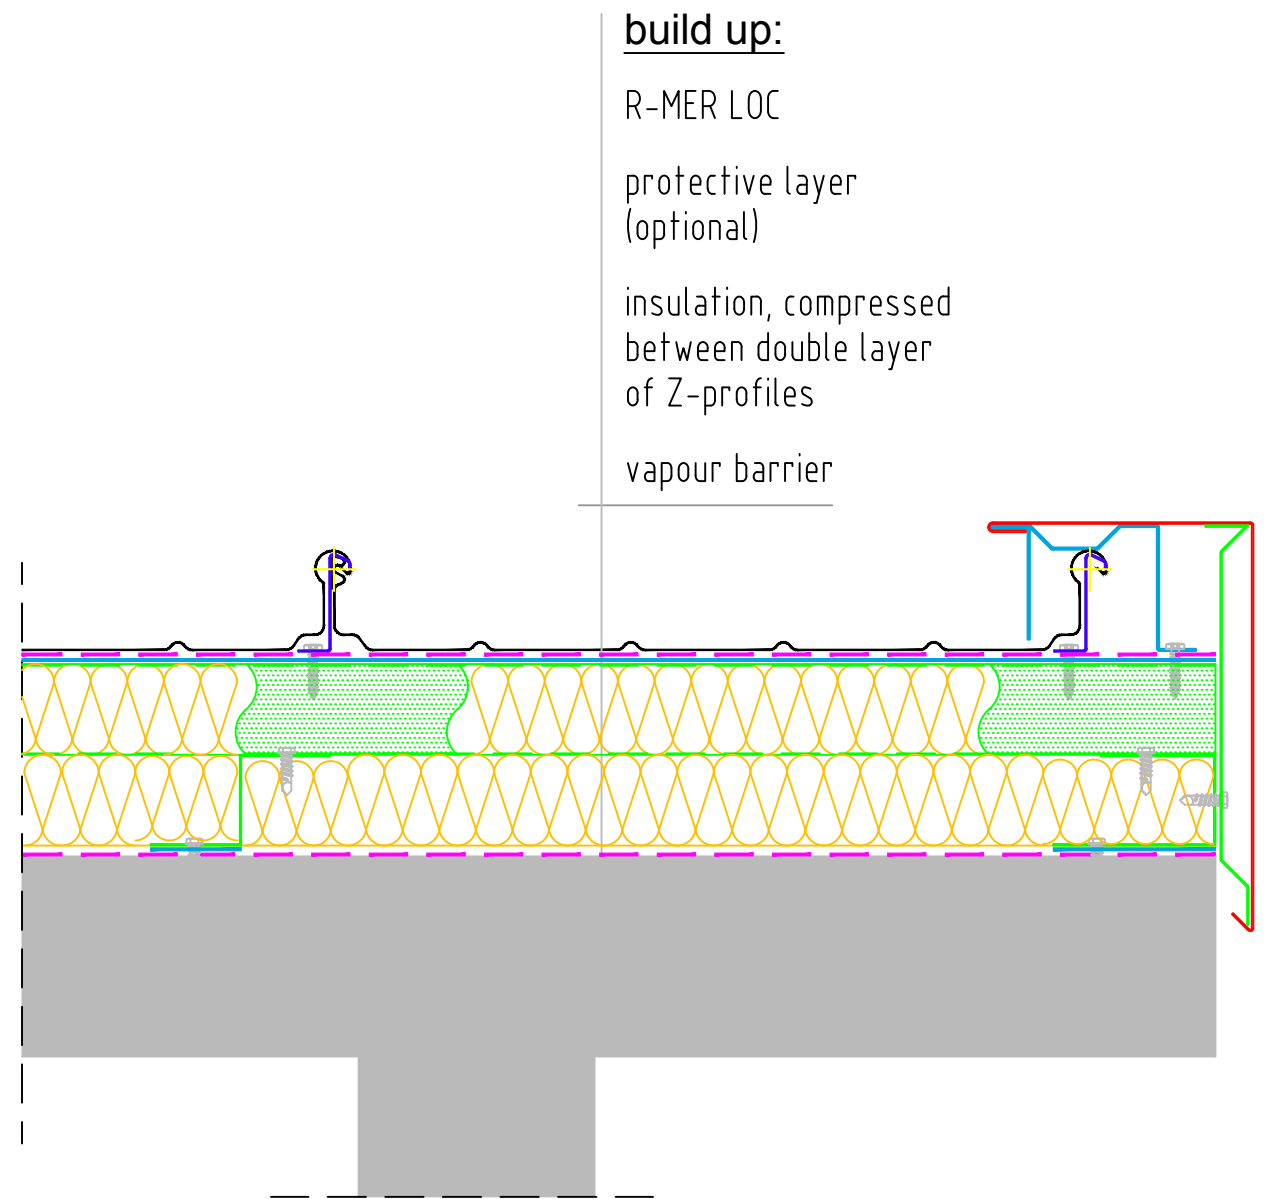 build up:
R-MER LOC
protective layer
(optional)
insulation, compressed
between double layer
of Z-profiles
vapour barrier